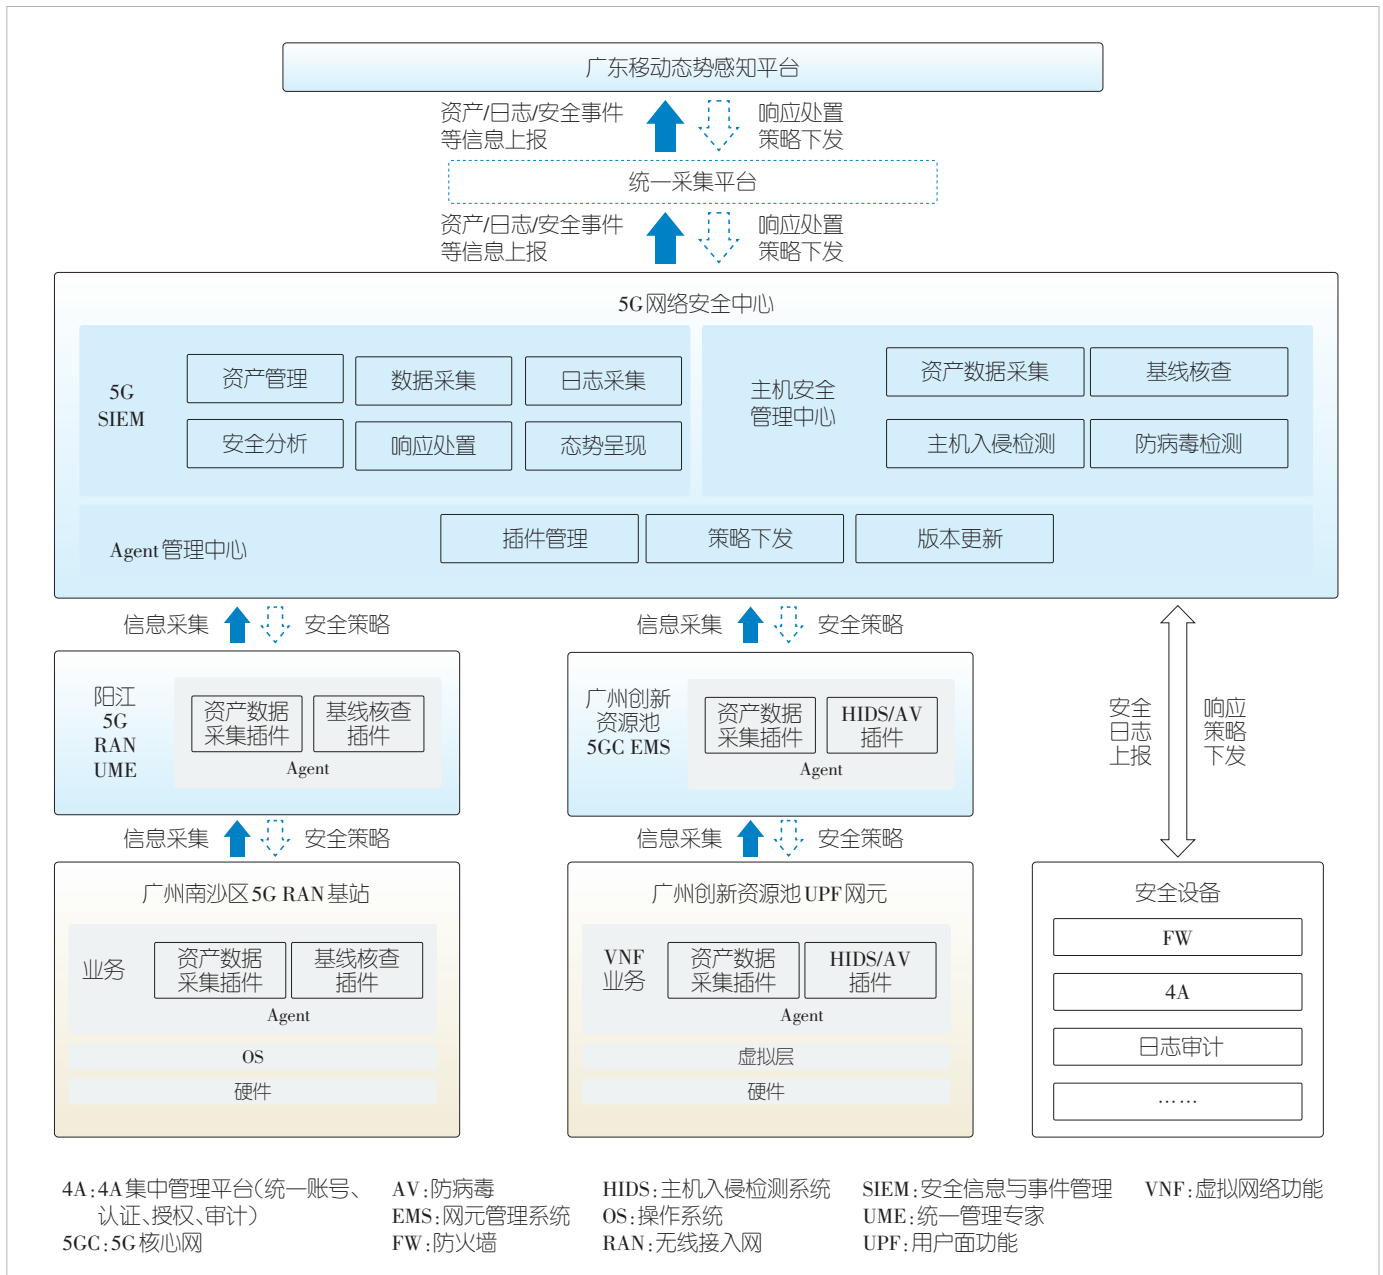 广东移动态势感知平台
资产/日志/安全事件
等信息上报
响应处置
策略下发
统一采集平台
资产/日志/安全事件
等信息上报
响应处置
策略下发
5G网络安全中心
5G
SIEM
资产管理
数据采集
日志采集
安全分析
响应处置
态势呈现
主机安全
管理中心
资产数据采集
基线核查
主机入侵检测
防病毒检测
Agent管理中心
插件管理
策略下发
版本更新
信息采集
安全策略
信息采集
安全策略
阳江
5G
RAN
UME
资产数据
采集插件
基线核查
插件
Agent
广州创新
资源池
5GC EMS
资产数据
采集插件
HIDS/AV
插件
Agent
安全
日志
上报
响应
策略
下发
信息采集
安全策略
信息采集
安全策略
广州南沙区5G RAN基站
业务
资产数据
采集插件
基线核查
插件
Agent
OS
硬件
广州创新资源池UPF网元
VNF
业务
资产数据
采集插件
HIDS/AV
插件
Agent
虚拟层
硬件
安全设备
FW
4A
日志审计
……
4A：4A集中管理平台（统一账号、
认证、授权、审计）
5GC：5G核心网
AV：防病毒
EMS：网元管理系统
FW：防火墙
HIDS：主机入侵检测系统
OS：操作系统
RAN：无线接入网
SIEM：安全信息与事件管理
UME：统一管理专家
UPF：用户面功能
VNF：虚拟网络功能